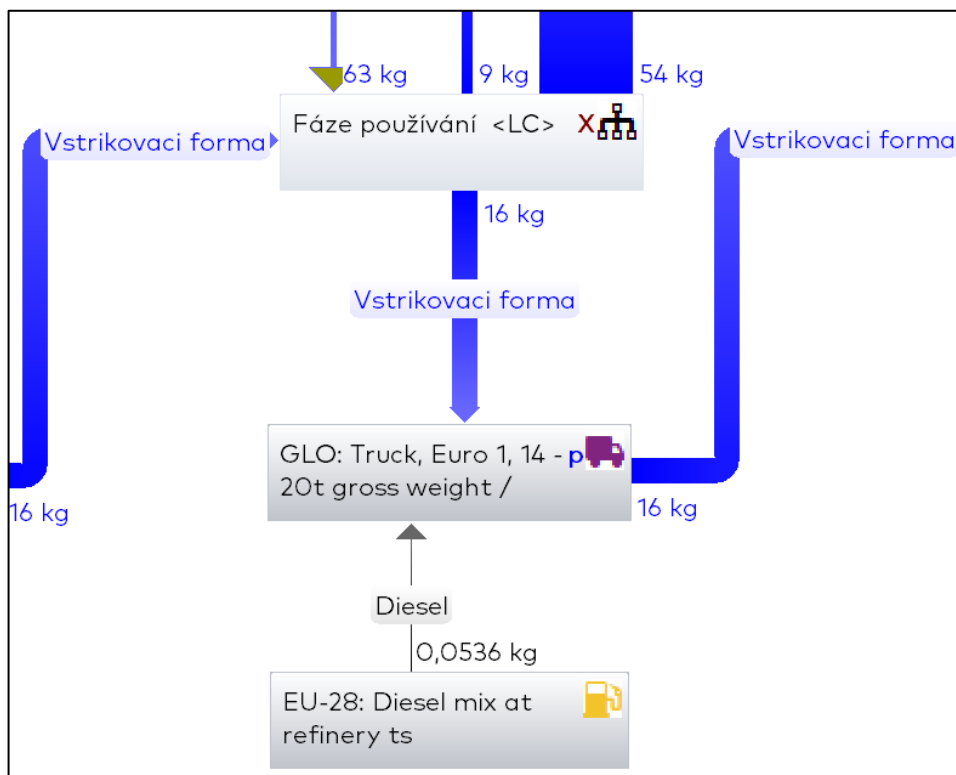 63 kg
9 kg
54 kg
Fáze používání <LC> X
Vstrikovaci forma
Vstrikovaci forma
16 kg
Vstrikovaci forma
GLO: Truck, Euro 1, 14 - p
20t gross weight /
16 kg
16 kg
Diesel
0,0536 kg
EU-28: Diesel mix at
refinery ts